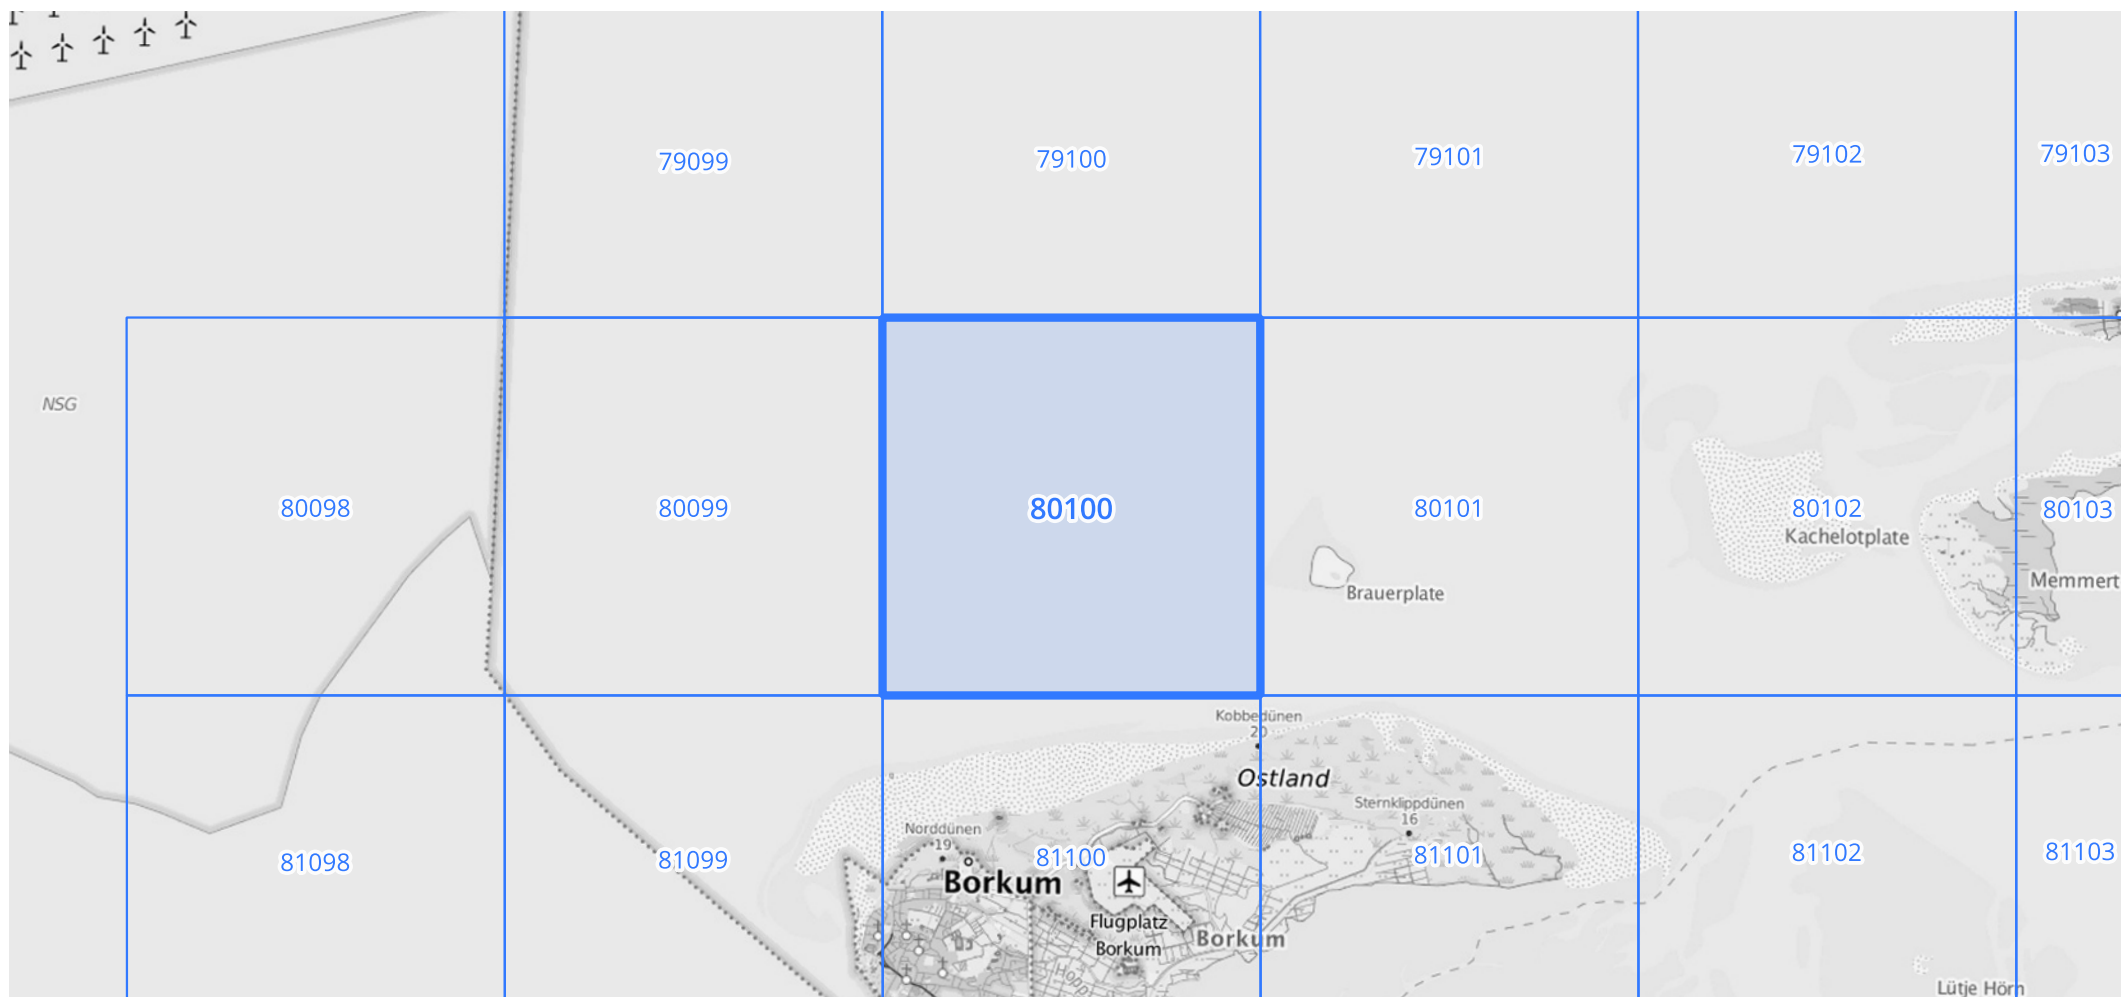 79099
79100
79101
79102
79103
NSG
80098
80099
80100
80101
80102
80103
Kachelotplate
Memmert
Brauerplate
Kobbedünen
20
Ostland
Sternklippdünen
16
Norddünen
19
81098
81099
81100
81101
81102
81103
Borkum
Flugplatz
Borkum
Borkum
Hopp
Lütje Hörn